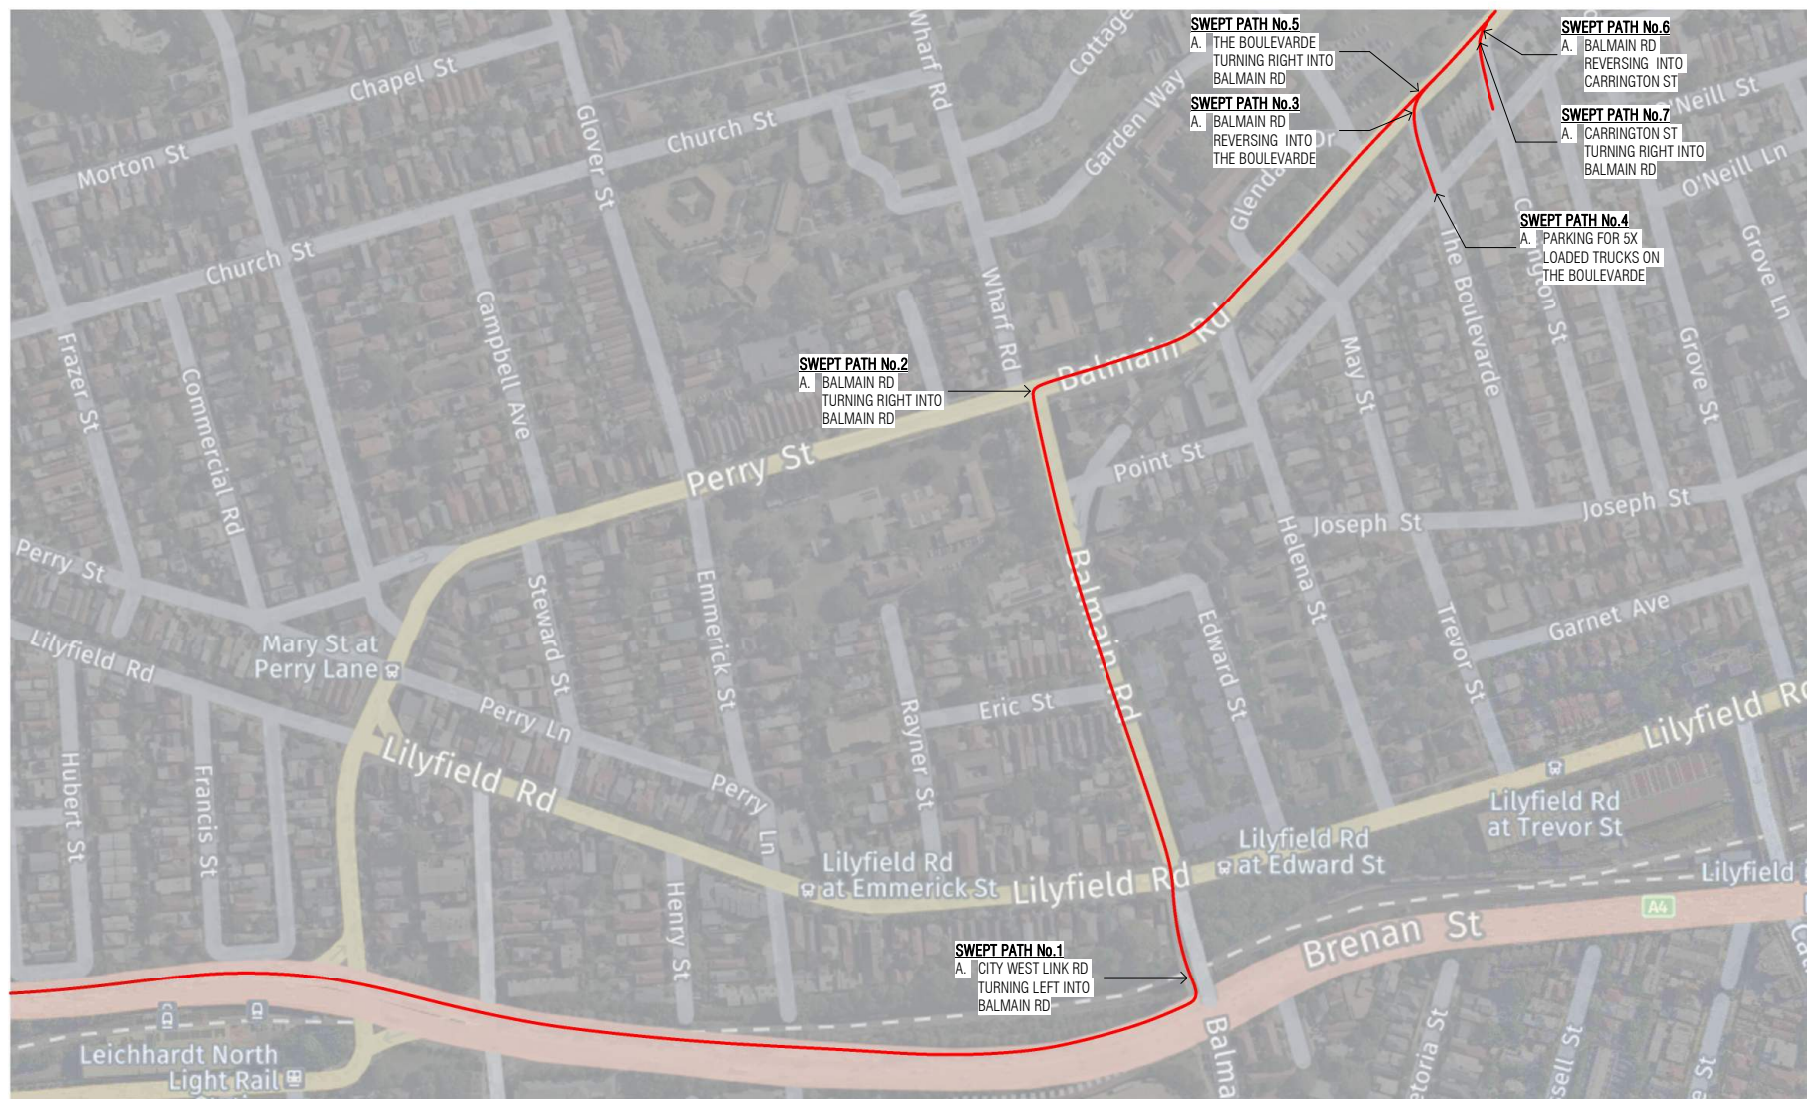 SWEPT PATH No.5
A. THE BOULEVARDE
TURNING RIGHT INTO
BALMAIN RD
SWEPT PATH No.3
A. BALMAIN RD
REVERSING INTO
THE BOULEVARDE
SWEPT PATH No.6
A. BALMAIN RD
REVERSING INTO
CARRINGTON ST
SWEPT PATH No.7
A. CARRINGTON ST
TURNING RIGHT INTO
BALMAIN RD
SWEPT PATH No.4
A. PARKING FOR 5X
LOADED TRUCKS ON
THE BOULEVARDE
SWEPT PATH No.2
A. BALMAIN RD
TURNING RIGHT INTO
BALMAIN RD
SWEPT PATH No.1
A. CITY WEST LINK RD
TURNING LEFT INTO
BALMAIN RD
Chapel St
Morton St
Church St
Church St
Glover St
Wharf Rd
Cottage
Garden Way
O'Neill St
O'Neill Ln
Grove Ln
Frazer St
Commercial Rd
Campbell Ave
Wharf Rd
Balmain Rd
May St
The Boulevarde
Grove St
Perry St
Point St
Joseph St
Joseph St
Helena St
Perry St
Lilyfield Rd
Mary St at
Perry Lane
Steward St
Emmerick St
Balmain Rd
Edward St
Trevor St
Garnet Ave
Perry Ln
Rayner St
Eric St
Lilyfield Rd
Lilyfield Rd
Hubert St
Francis St
Perry Ln
Lilyfield Rd
at Trevor St
Lilyfield Rd
at Edward St
Lilyfield Rd
at Emmerick St
Lilyfield Rd
Lilyfield
Henry St
A4
Brenan St
Leichhardt North
Light Rail
Balma
etoria St
ssell St
e St